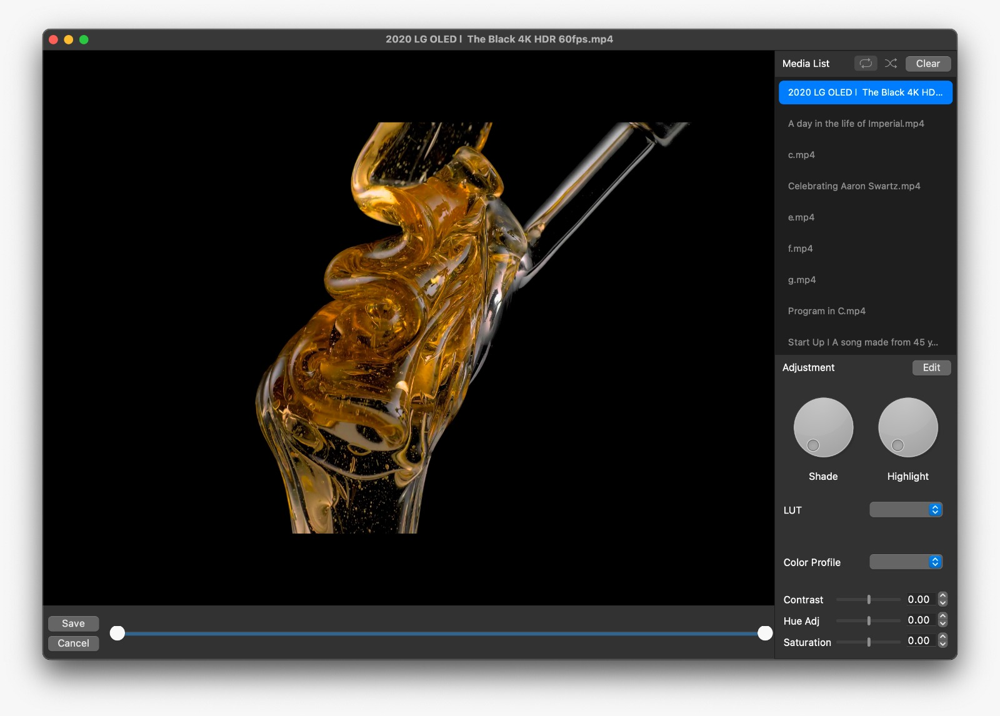 2020 LG OLED l  The Black 4K HDR 60fps.mp4
Media List
Clear
2020 LG OLED l  The Black 4K HD...
A day in the life of Imperial.mp4
c.mp4
Celebrating Aaron Swartz.mp4
e.mp4
f.mp4
g.mp4
Program in C.mp4
Start Up l A song made from 45 y...
Adjustment
Edit
Shade
Highlight
LUT
Color Profile
Contrast 0.00
Hue Adj 0.00
Saturation 0.00
Save
Cancel